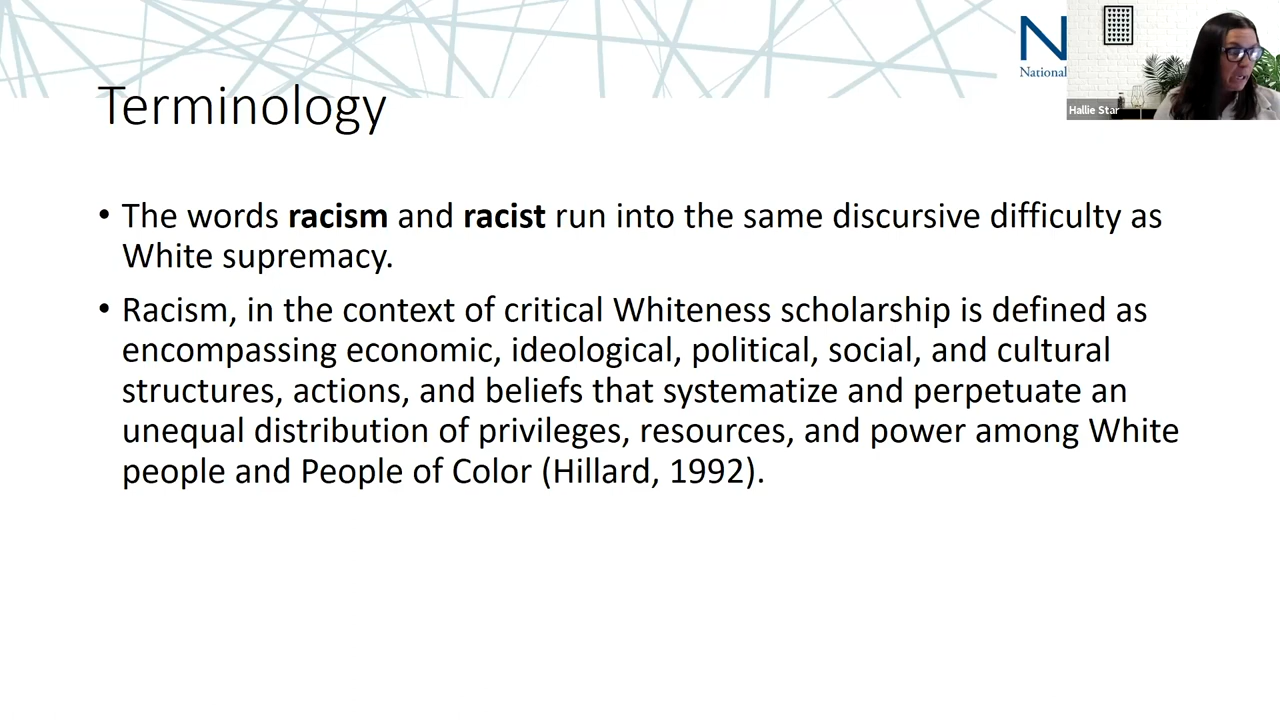 N
National
Hallie Star
Terminology
• The words racism and racist run into the same discursive difficulty as
White supremacy.
• Racism, in the context of critical Whiteness scholarship is defined as
encompassing economic, ideological, political, social, and cultural
structures, actions, and beliefs that systematize and perpetuate an
unequal distribution of privileges, resources, and power among White
people and People of Color (Hillard, 1992).